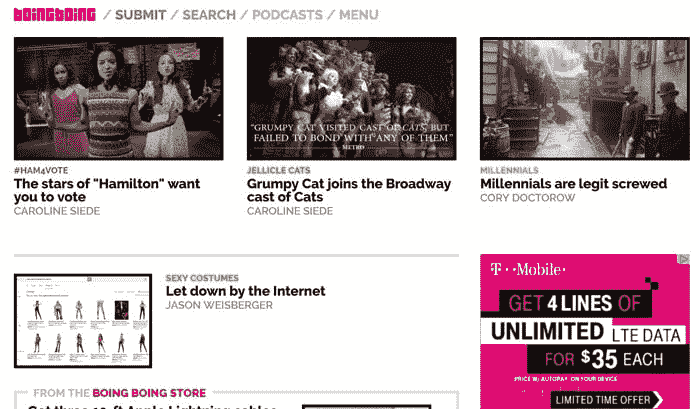 boingboing / SUBMIT / SEARCH / PODCASTS / MENU
"GRUMPY CAT VISITED CAST OF CATS, BUT
FAILED TO BOND WITH ANY OF THEM"
METRO
#HAM4VOTE
The stars of "Hamilton" want
you to vote
CAROLINE SIEDE
JELLICLE CATS
Grumpy Cat joins the Broadway
cast of Cats
CAROLINE SIEDE
MILLENNIALS
Millennials are legit screwed
CORY DOCTOROW
SEXY COSTUMES
Let down by the Internet
JASON WEISBERGER
T··Mobile·
GET 4 LINES OF
UNLIMITED LTE DATA
FOR $35 EACH
PRICE W/ AUTOPAY ON YOUR DEVICE
LIMITED TIME OFFER
FROM THE BOING BOING STORE